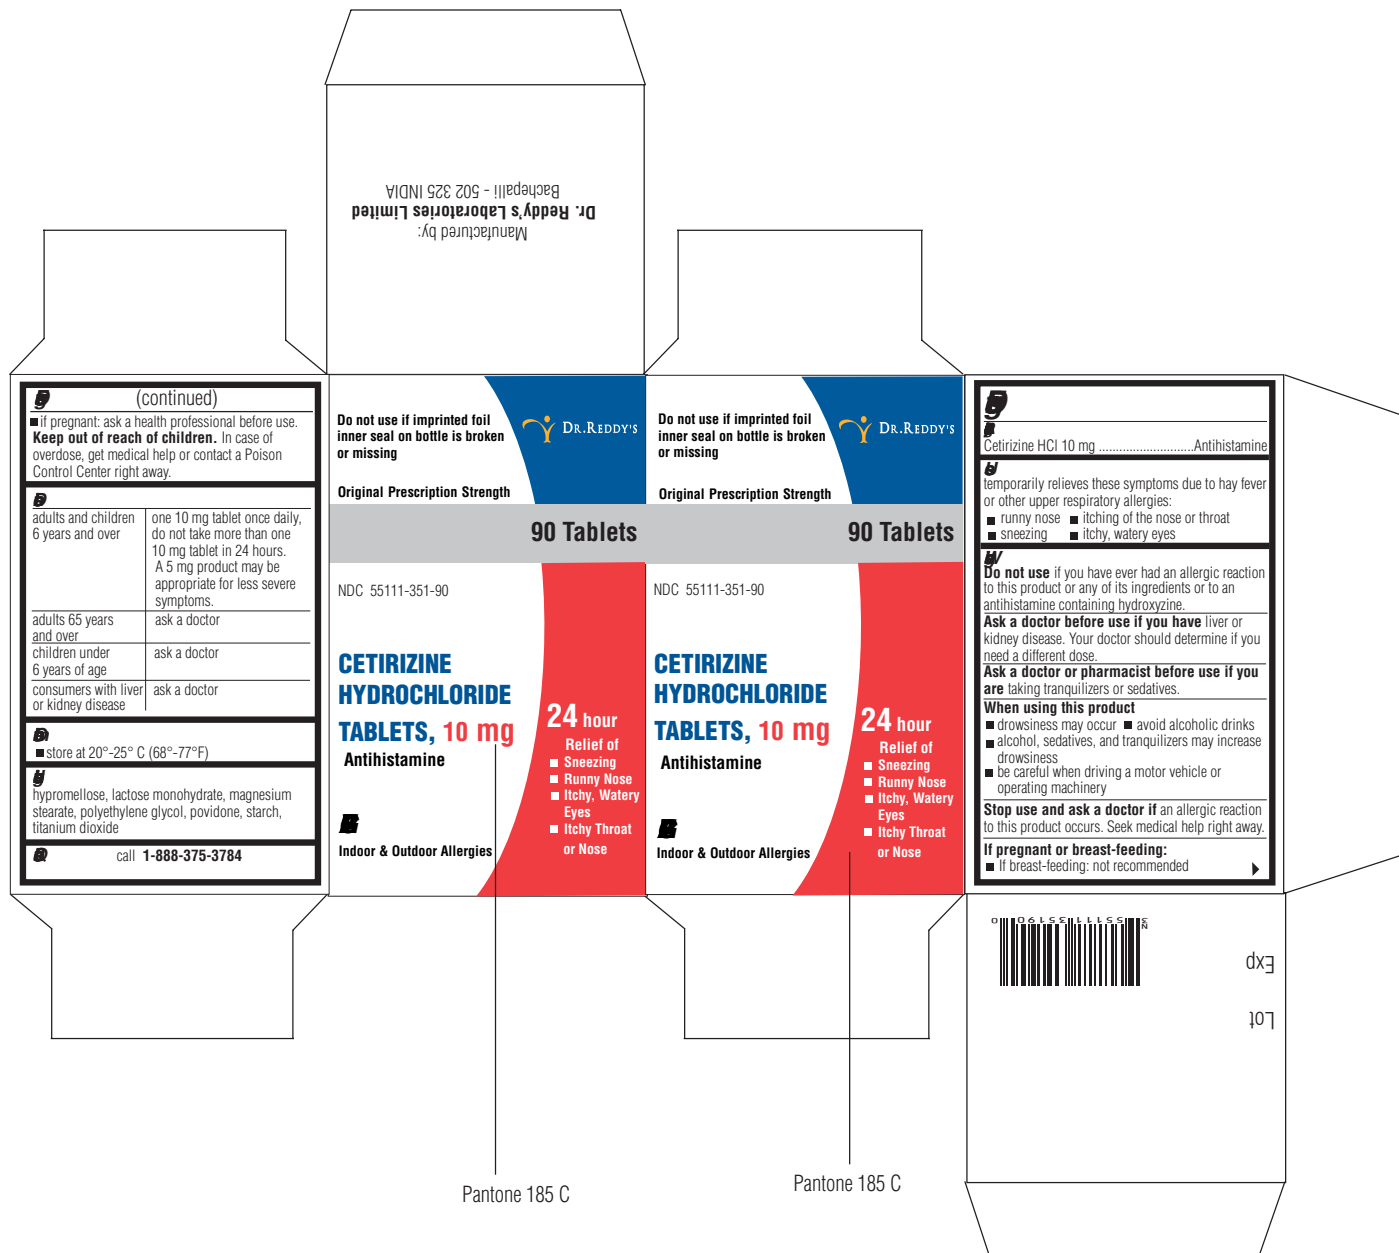 Manufactured by:
Dr. Reddy's Laboratories Limited
Bachepalli - 502 325 INDIA
(continued)
■ if pregnant: ask a health professional before use.
Keep out of reach of children. In case of
overdose, get medical help or contact a Poison
Control Center right away.
adults and children
6 years and over
one 10 mg tablet once daily,
do not take more than one
10 mg tablet in 24 hours.
A 5 mg product may be
appropriate for less severe
symptoms.
adults 65 years
and over
ask a doctor
children under
6 years of age
ask a doctor
consumers with liver
or kidney disease
ask a doctor
■ store at 20°-25° C (68°-77°F)
hypromellose, lactose monohydrate, magnesium
stearate, polyethylene glycol, povidone, starch,
titanium dioxide
call 1-888-375-3784
Do not use if imprinted foil
inner seal on bottle is broken
or missing
DR.REDDY'S
Original Prescription Strength
90 Tablets
NDC 55111-351-90
CETIRIZINE
HYDROCHLORIDE
TABLETS, 10 mg
Antihistamine
Indoor & Outdoor Allergies
24 hour
Relief of
■ Sneezing
■ Runny Nose
■ Itchy, Watery
Eyes
■ Itchy Throat
or Nose
Pantone 185 C
Do not use if imprinted foil
inner seal on bottle is broken
or missing
DR.REDDY'S
Original Prescription Strength
90 Tablets
NDC 55111-351-90
CETIRIZINE
HYDROCHLORIDE
TABLETS, 10 mg
Antihistamine
Indoor & Outdoor Allergies
24 hour
Relief of
■ Sneezing
■ Runny Nose
■ Itchy, Watery
Eyes
■ Itchy Throat
or Nose
Pantone 185 C
Cetirizine HCl 10 mg ............................Antihistamine
temporarily relieves these symptoms due to hay fever
or other upper respiratory allergies:
■ runny nose ■ itching of the nose or throat
■ sneezing ■ itchy, watery eyes
Do not use if you have ever had an allergic reaction
to this product or any of its ingredients or to an
antihistamine containing hydroxyzine.
Ask a doctor before use if you have liver or
kidney disease. Your doctor should determine if you
need a different dose.
Ask a doctor or pharmacist before use if you
are taking tranquilizers or sedatives.
When using this product
■ drowsiness may occur ■ avoid alcoholic drinks
■ alcohol, sedatives, and tranquilizers may increase
drowsiness
■ be careful when driving a motor vehicle or
operating machinery
Stop use and ask a doctor if an allergic reaction
to this product occurs. Seek medical help right away.
If pregnant or breast-feeding:
■ If breast-feeding: not recommended
N3 55111 35190 0
Exp
Lot